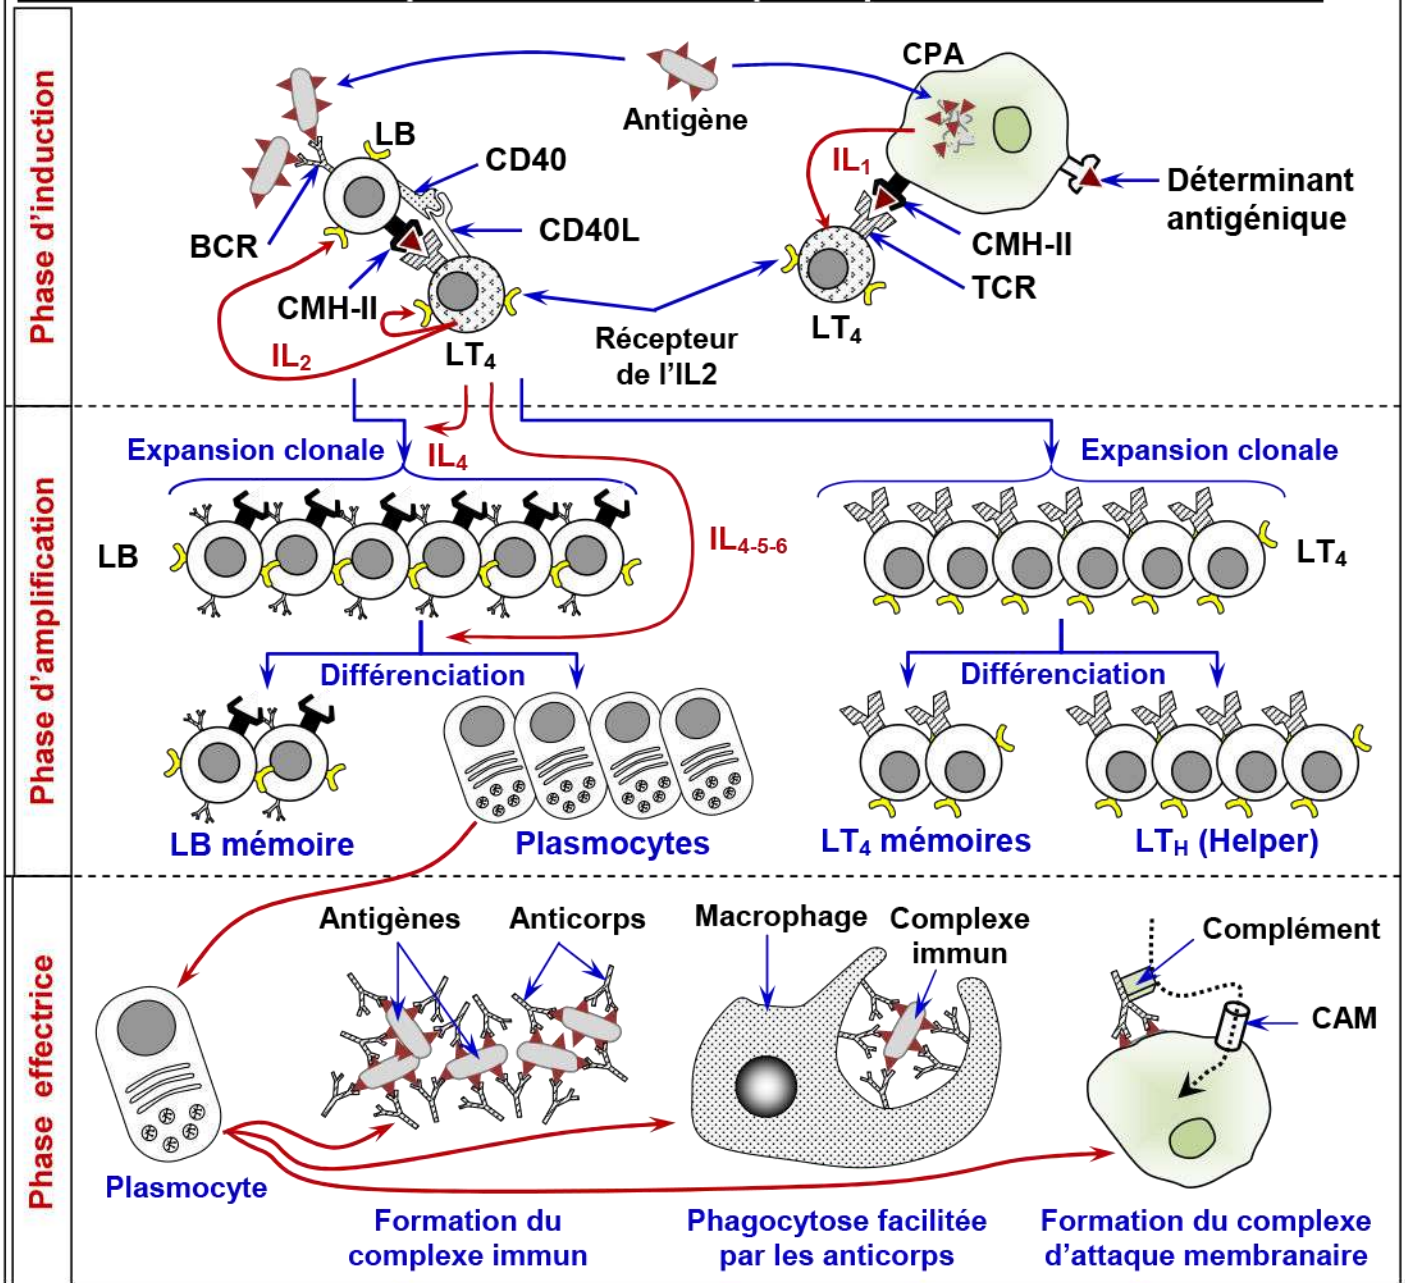 Phase d'induction
CPA
Antigène
LB
CD40
IL1
Déterminant
antigénique
BCR
CD40L
CMH-II
TCR
CMH-II
LT4
Récepteur
de l'IL2
IL2
LT4
Phase d'amplification
Expansion clonale
IL4
Expansion clonale
LB
IL4-5-6
LT4
Différenciation
Différenciation
LB mémoire
Plasmocytes
LT4 mémoires
LTH (Helper)
Phase effectrice
Antigènes
Anticorps
Macrophage
Complexe
immun
Complément
CAM
Plasmocyte
Formation du
complexe immun
Phagocytose facilitée
par les anticorps
Formation du complexe
d'attaque membranaire